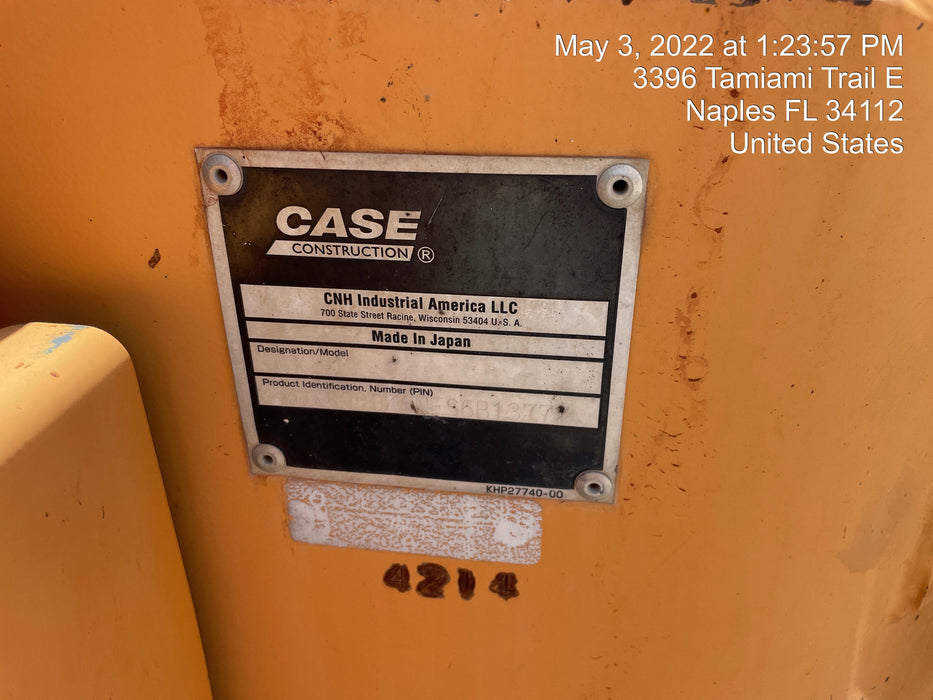 May 3, 2022 at 1:23:57 PM
3396 Tamiami Trail E
Naples FL 34112
United States
CASE
CONSTRUCTION ®
CNH Industrial America LLC
700 State Street Racine, Wisconsin 53404 U.S.A.
Made In Japan
Designation/Model
Product Identification, Number (PIN)
KHP27740-00
4214